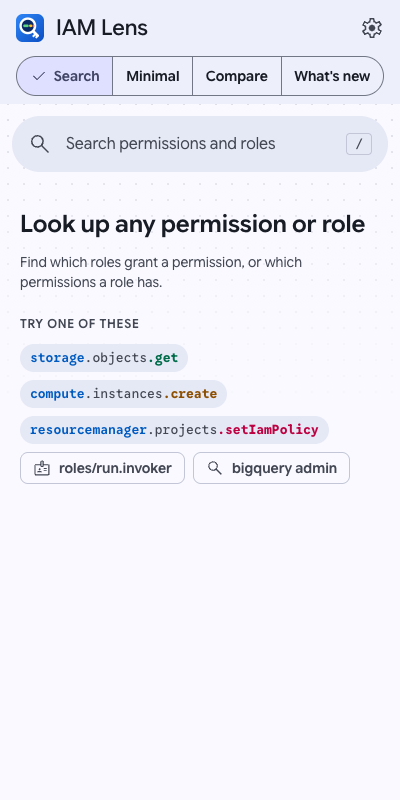 IAM Lens
Search
Minimal
Compare
What's new
Search permissions and roles
/
Look up any permission or role
Find which roles grant a permission, or which
permissions a role has.
TRY ONE OF THESE
storage.objects.get
compute.instances.create
resourcemanager.projects.setIamPolicy
roles/run.invoker
bigquery admin